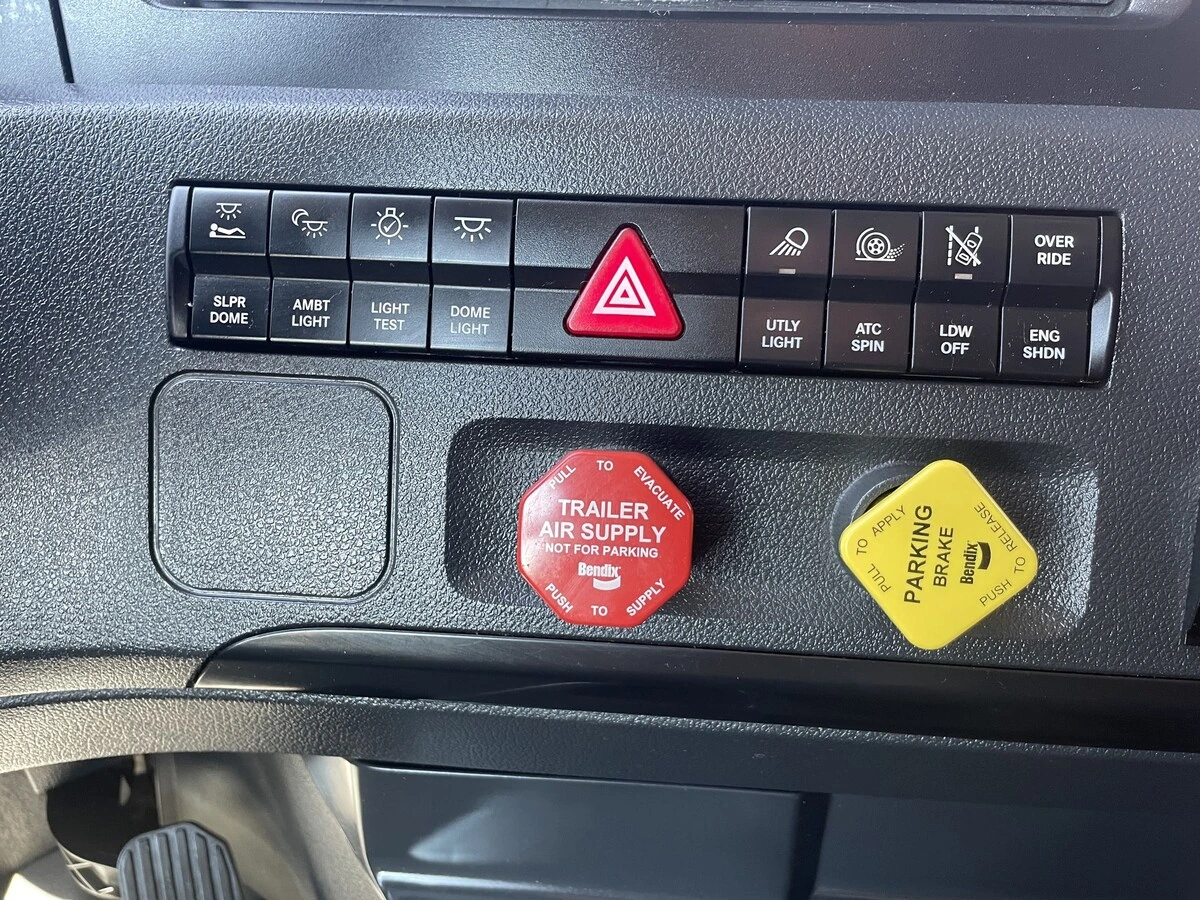 SLPR
DOME
AMBT
LIGHT
LIGHT
TEST
DOME
LIGHT
UTLY
LIGHT
ATC
SPIN
LDW
OFF
OVER
RIDE
ENG
SHDN
PULL TO EVACUATE
TRAILER
AIR SUPPLY
NOT FOR PARKING
Bendix
PUSH TO SUPPLY
PULL TO APPLY
PARKING
BRAKE
Bendix
PUSH TO RELEASE